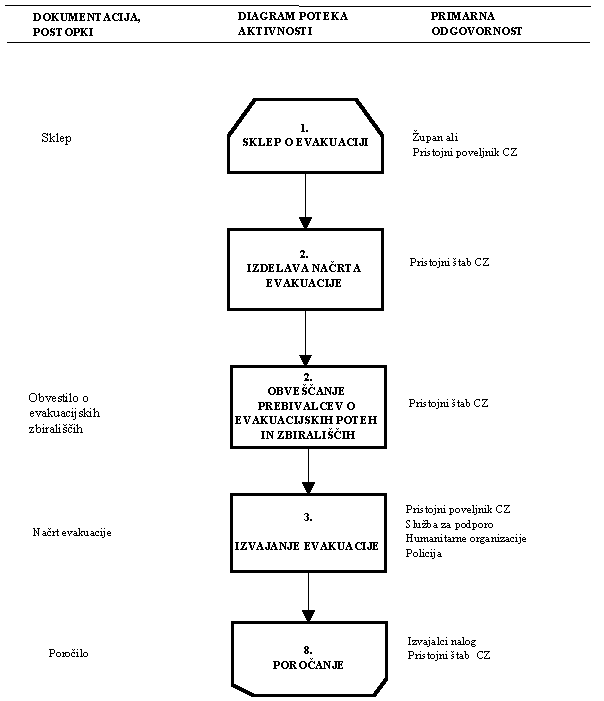 DOKUMENTACIJA,
POSTOPKI
DIAGRAM POTEKA
AKTIVNOSTI
PRIMARNA
ODGOVORNOST
Sklep
1.
SKLEP O EVAKUACIJI
Župan ali
Pristojni poveljnik CZ
2.
IZDELAVA NAČRTA
EVAKUACIJE
Pristojni štab CZ
Obvestilo o
evakuacijskih
zbirališčih
2.
OBVEŠČANJE
PREBIVALCEV O
EVAKUACIJSKIH POTEH
IN ZBIRALIŠČIH
Pristojni štab CZ
Načrt evakuacije
3.
IZVAJANJE EVAKUACIJE
Pristojni poveljnik CZ
Služba za podporo
Humanitarne organizacije
Policija
Poročilo
8.
POROČANJE
Izvajalci nalog
Pristojni štab CZ